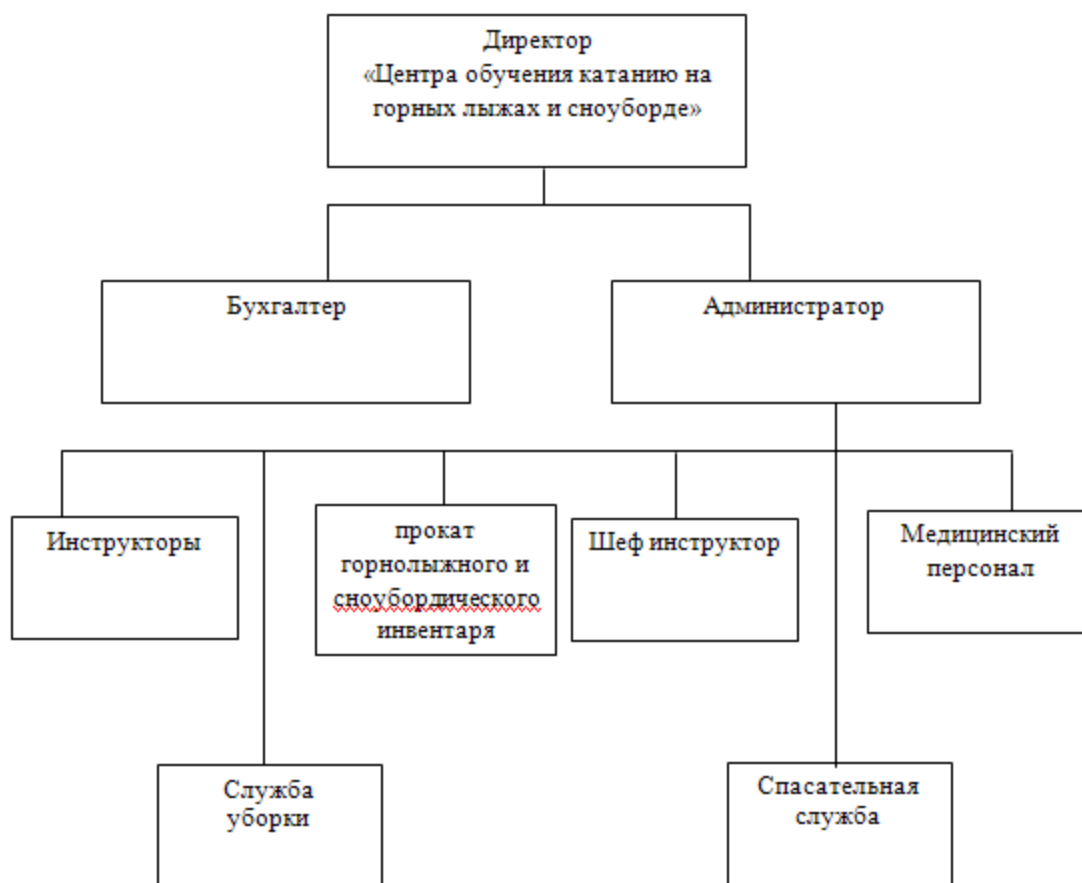 Директор
«Центра обучения катанию на
горных лыжах и сноуборде»
Бухгалтер
Администратор
Инструкторы
прокат
горнолыжного и
сноубордического
инвентаря
Шеф инструктор
Медицинский
персонал
Служба
уборки
Спасательная
служба